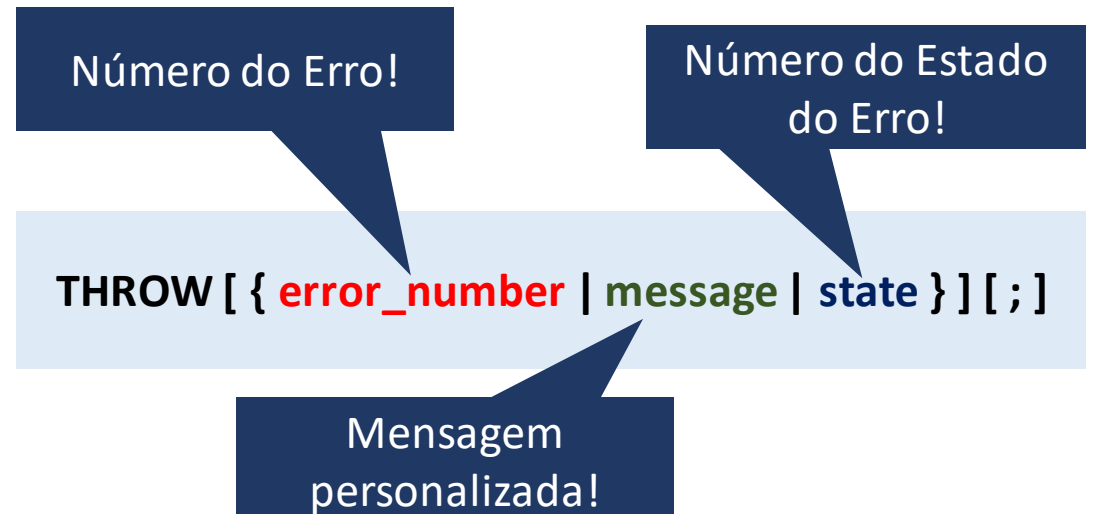 Número do Erro!
Número do Estado
do Erro!
THROW [ { error_number | message | state } ] [ ; ]
Mensagem
personalizada!